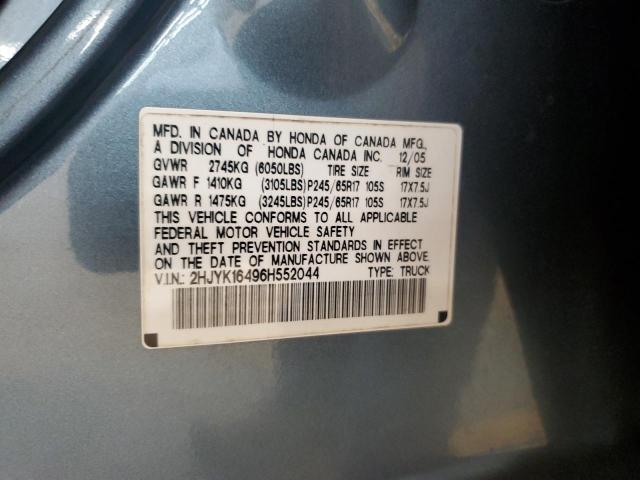 MFD. IN CANADA BY HONDA OF CANADA MFG.,
A DIVISION OF HONDA CANADA INC. 12/05
GVWR 2745KG (6050LBS) TIRE SIZE RIM SIZE
GAWR F 1410KG (3105LBS)P245/65R17 105S 17X7.5J
GAWR R 1475KG (3245LBS)P245/65R17 105S 17X7.5J
THIS VEHICLE CONFORMS TO ALL APPLICABLE
FEDERAL MOTOR VEHICLE SAFETY
AND THEFT PREVENTION STANDARDS IN EFFECT
ON THE DATE OF MANUFACTURE SHOWN ABOVE.
V.I.N.: 2HJYK16496H552044 TYPE: TRUCK